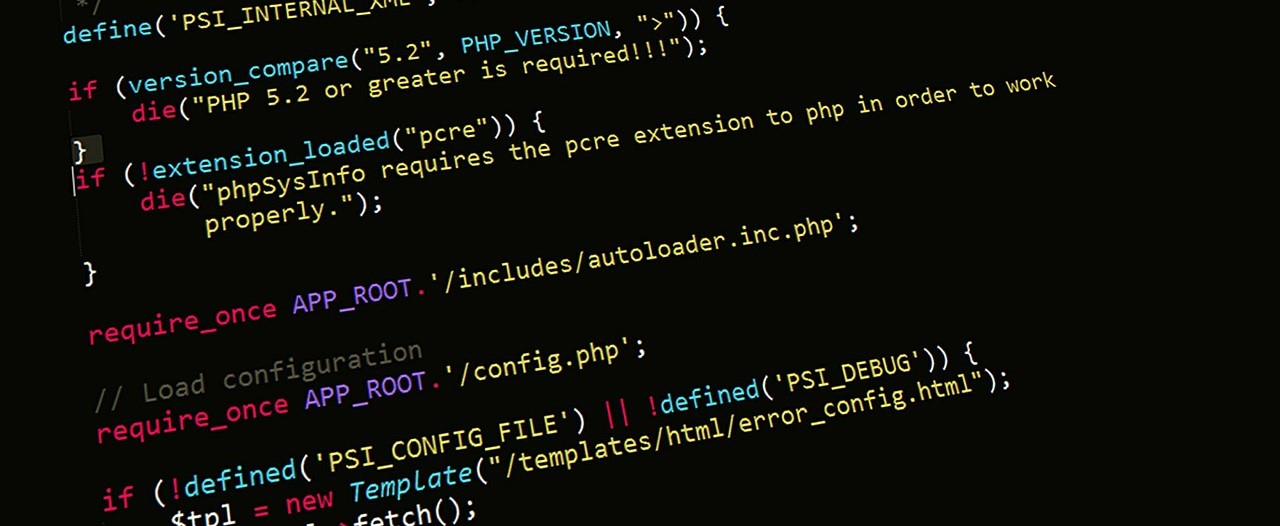 */
define('PSI_INTERNAL_XML',
if (version_compare("5.2", PHP_VERSION, ">")) {
die("PHP 5.2 or greater is required!!!");
}
if (!extension_loaded("pcre")) {
die("phpSysInfo requires the pcre extension to php in order to work
properly.");
}
require_once APP_ROOT.'/includes/autoloader.inc.php';
// Load configuration
require_once APP_ROOT.'/config.php';
if (!defined('PSI_CONFIG_FILE') || !defined('PSI_DEBUG')) {
$tpl = new Template("/templates/html/error_config.html");
fetch();